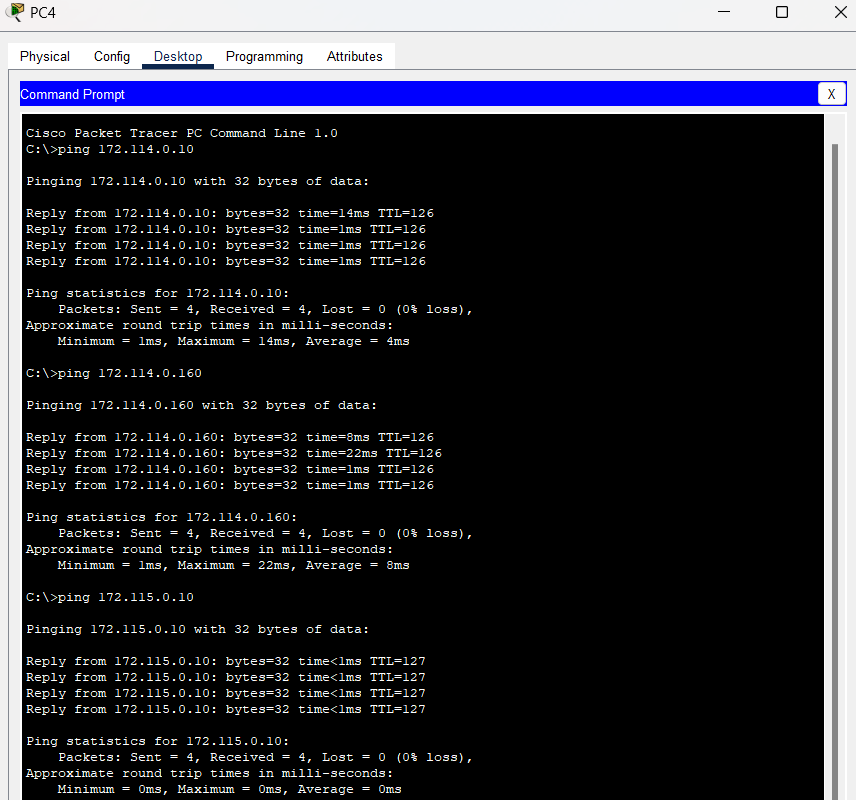 PC4
Physical Config Desktop Programming Attributes
Command Prompt
X
Cisco Packet Tracer PC Command Line 1.0
C:\>ping 172.114.0.10
Pinging 172.114.0.10 with 32 bytes of data:
Reply from 172.114.0.10: bytes=32 time=14ms TTL=126
Reply from 172.114.0.10: bytes=32 time=1ms TTL=126
Reply from 172.114.0.10: bytes=32 time=1ms TTL=126
Reply from 172.114.0.10: bytes=32 time=1ms TTL=126
Ping statistics for 172.114.0.10:
Packets: Sent = 4, Received = 4, Lost = 0 (0% loss),
Approximate round trip times in milli-seconds:
Minimum = 1ms, Maximum = 14ms, Average = 4ms
C:\>ping 172.114.0.160
Pinging 172.114.0.160 with 32 bytes of data:
Reply from 172.114.0.160: bytes=32 time=8ms TTL=126
Reply from 172.114.0.160: bytes=32 time=22ms TTL=126
Reply from 172.114.0.160: bytes=32 time=1ms TTL=126
Reply from 172.114.0.160: bytes=32 time=1ms TTL=126
Ping statistics for 172.114.0.160:
Packets: Sent = 4, Received = 4, Lost = 0 (0% loss),
Approximate round trip times in milli-seconds:
Minimum = 1ms, Maximum = 22ms, Average = 8ms
C:\>ping 172.115.0.10
Pinging 172.115.0.10 with 32 bytes of data:
Reply from 172.115.0.10: bytes=32 time<1ms TTL=127
Reply from 172.115.0.10: bytes=32 time<1ms TTL=127
Reply from 172.115.0.10: bytes=32 time<1ms TTL=127
Reply from 172.115.0.10: bytes=32 time<1ms TTL=127
Ping statistics for 172.115.0.10:
Packets: Sent = 4, Received = 4, Lost = 0 (0% loss),
Approximate round trip times in milli-seconds:
Minimum = 0ms, Maximum = 0ms, Average = 0ms